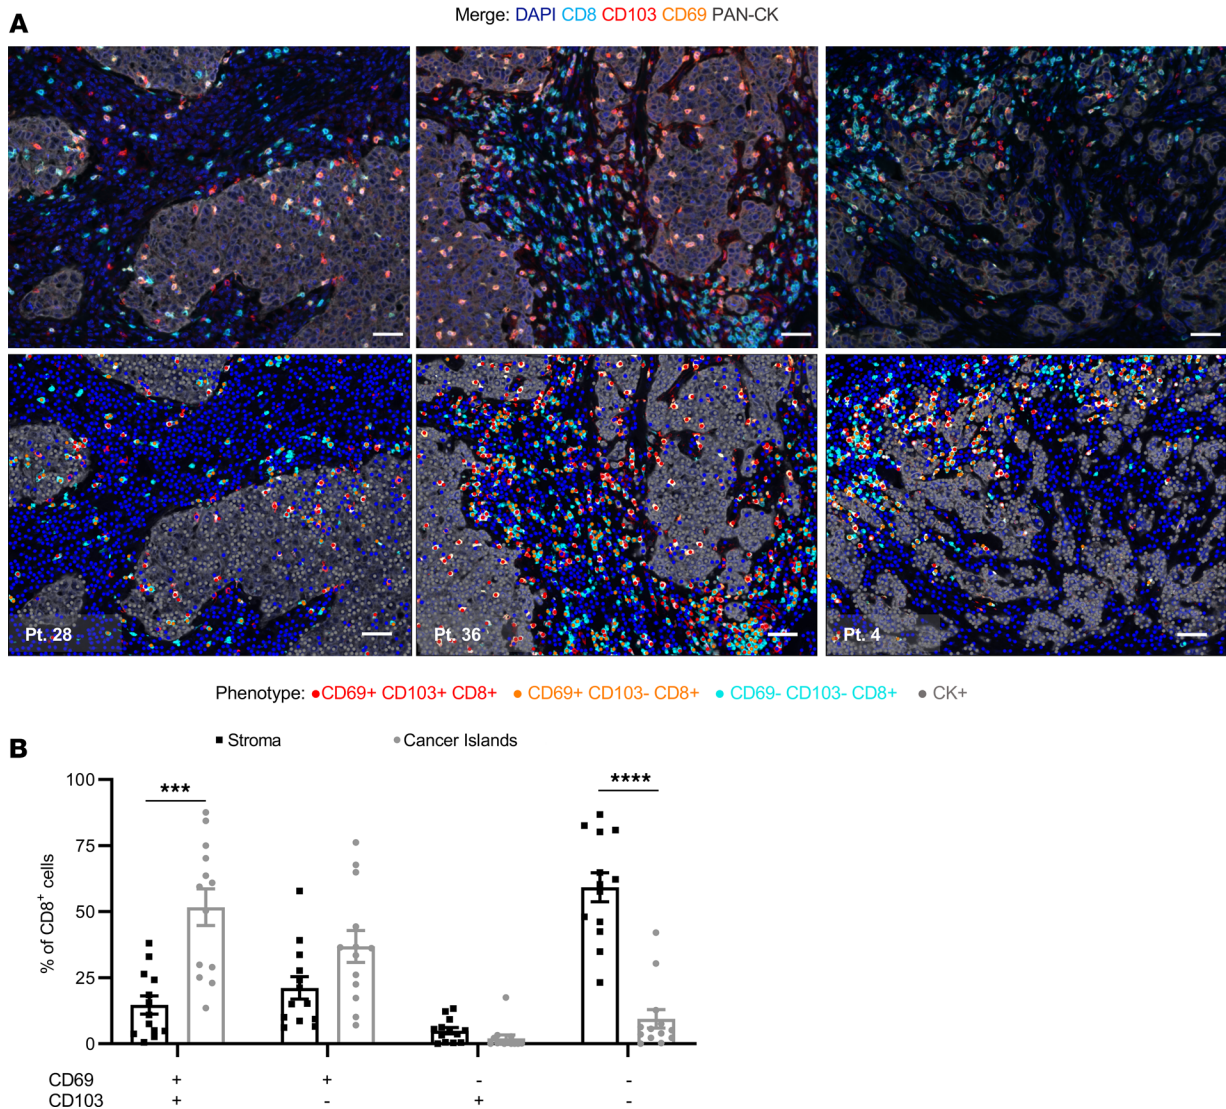 A
Merge: DAPI CD8 CD103 CD69 PAN-CK
Pt. 28
Pt. 36
Pt. 4
Phenotype: ●CD69+ CD103+ CD8+ ● CD69+ CD103- CD8+ ● CD69- CD103- CD8+ ● CK+
B
■ Stroma ● Cancer Islands
% of CD8⁺ cells
100
75
50
25
0
***
****
CD69 + + - -
CD103 + - + -